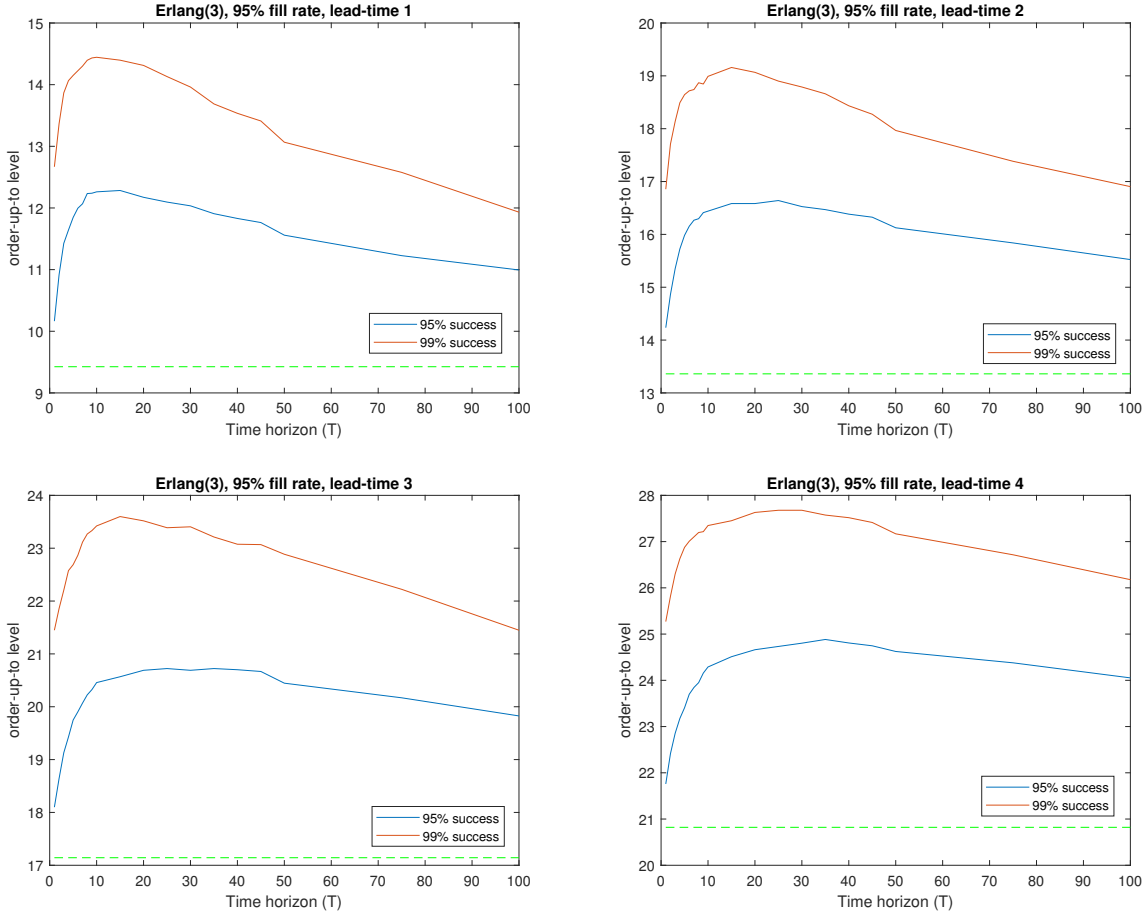 Erlang(3), 95% fill rate, lead-time 1
15
14
13
12
11
10
9
order-up-to level
0 10 20 30 40 50 60 70 80 90 100
Time horizon (T)
95% success
99% success
Erlang(3), 95% fill rate, lead-time 2
20
19
18
17
16
15
14
13
order-up-to level
0 10 20 30 40 50 60 70 80 90 100
Time horizon (T)
95% success
99% success
Erlang(3), 95% fill rate, lead-time 3
24
23
22
21
20
19
18
17
order-up-to level
0 10 20 30 40 50 60 70 80 90 100
Time horizon (T)
95% success
99% success
Erlang(3), 95% fill rate, lead-time 4
28
27
26
25
24
23
22
21
20
order-up-to level
0 10 20 30 40 50 60 70 80 90 100
Time horizon (T)
95% success
99% success